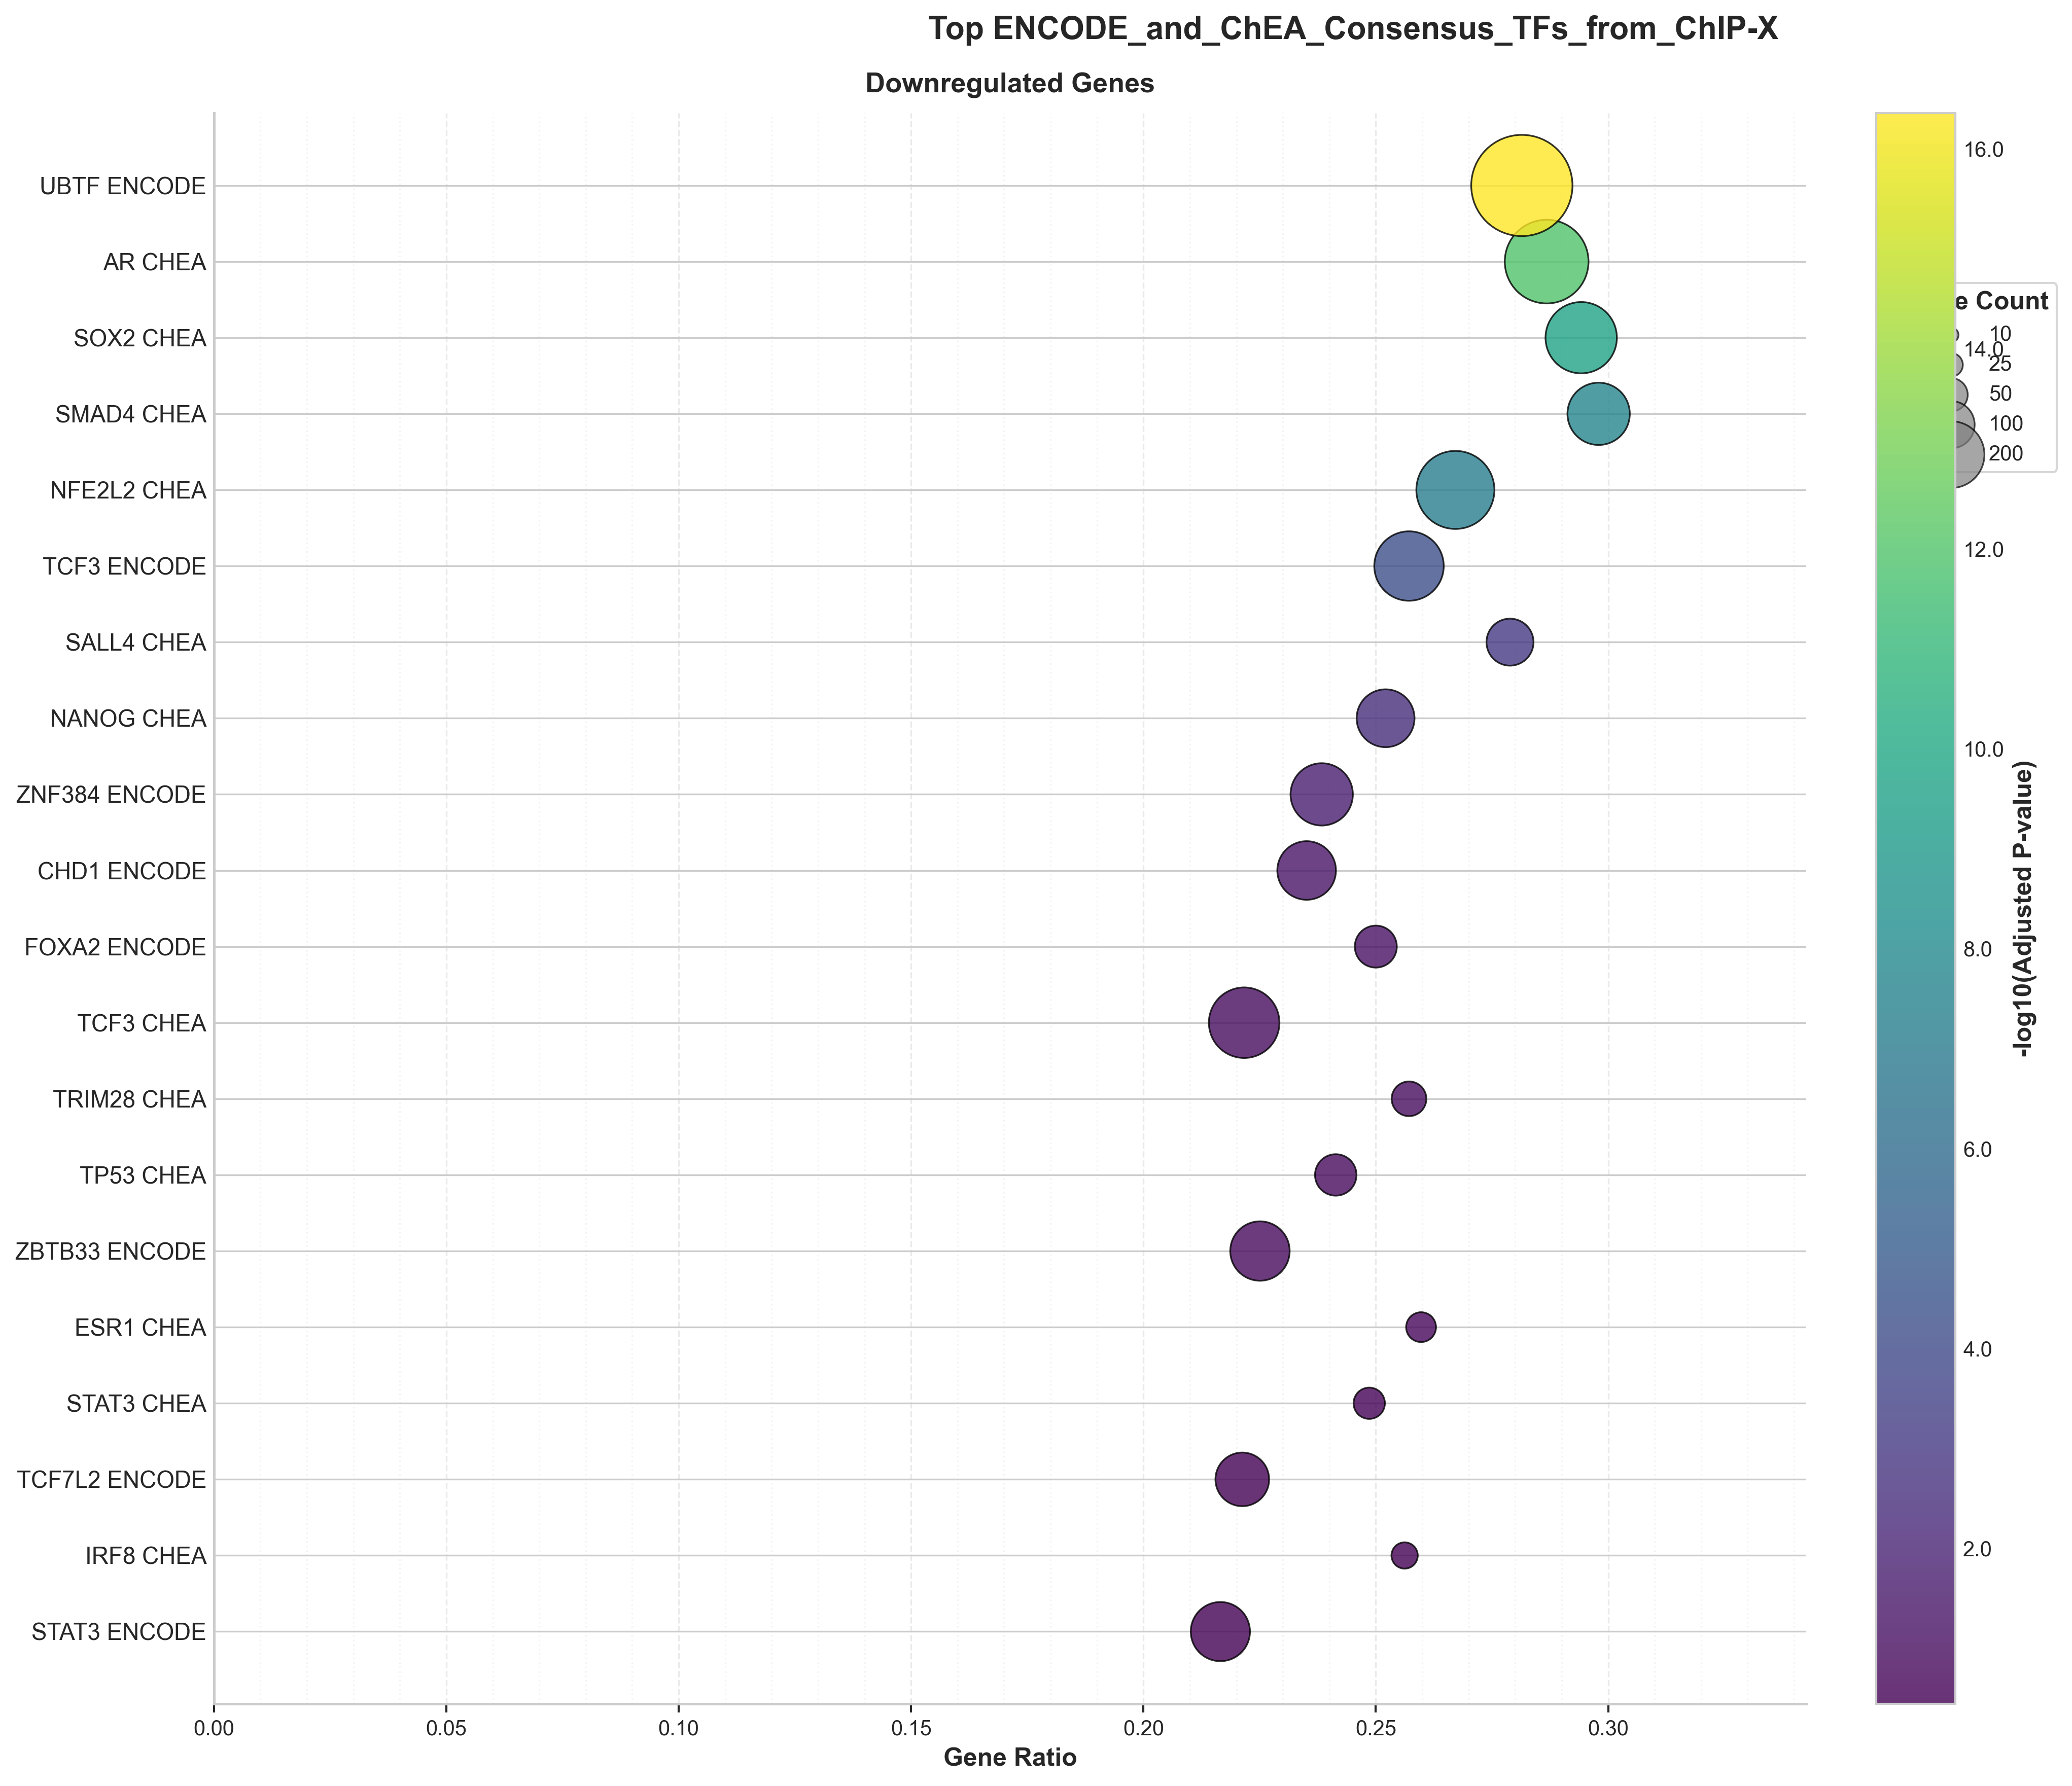 Top ENCODE_and_ChEA_Consensus_TFs_from_ChIP-X
Downregulated Genes
UBTF ENCODE
AR CHEA
SOX2 CHEA
SMAD4 CHEA
NFE2L2 CHEA
TCF3 ENCODE
SALL4 CHEA
NANOG CHEA
ZNF384 ENCODE
CHD1 ENCODE
FOXA2 ENCODE
TCF3 CHEA
TRIM28 CHEA
TP53 CHEA
ZBTB33 ENCODE
ESR1 CHEA
STAT3 CHEA
TCF7L2 ENCODE
IRF8 CHEA
STAT3 ENCODE
0.00 0.05 0.10 0.15 0.20 0.25 0.30
Gene Ratio
16.0
14.0
12.0
10.0
8.0
6.0
4.0
2.0
-log10(Adjusted P-value)
e Count
10
25
50
100
200